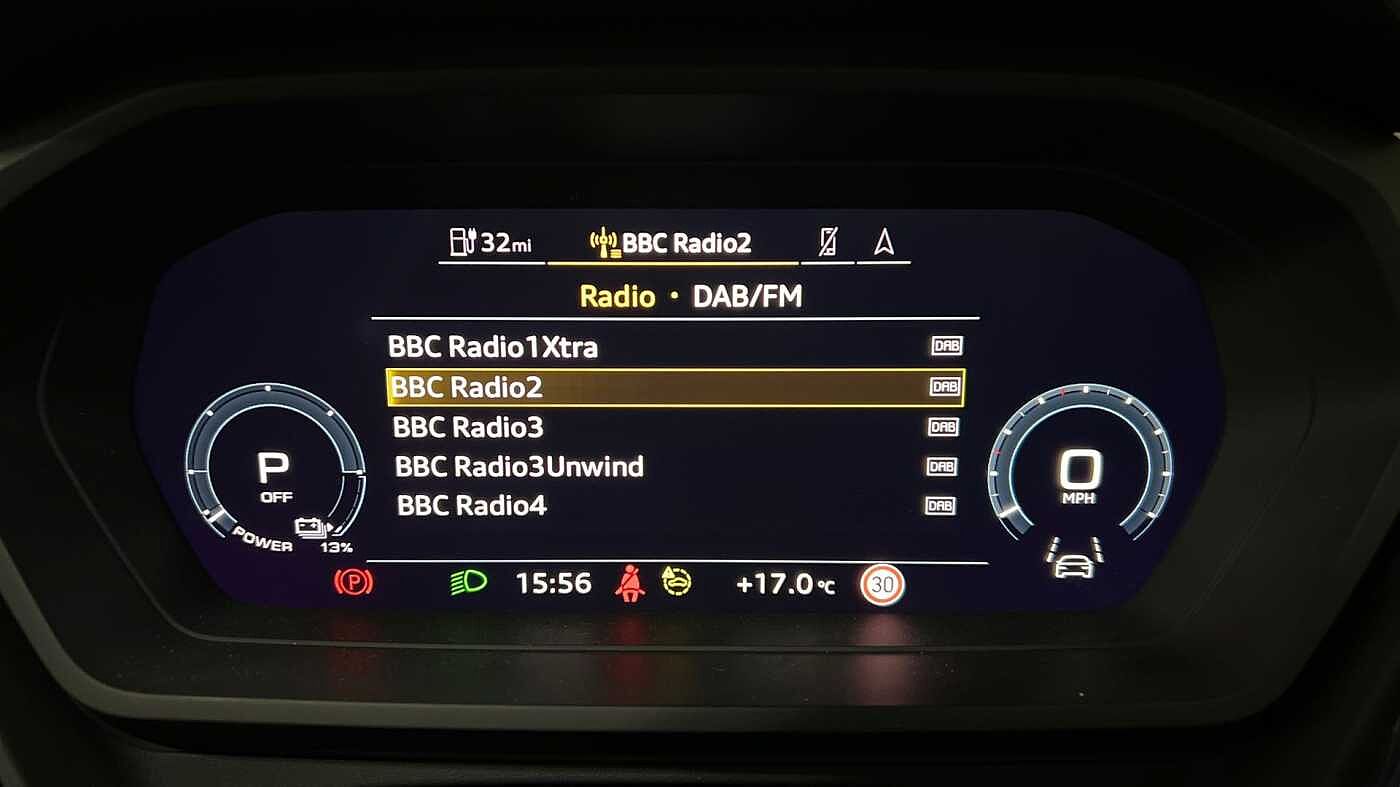 32mi BBC Radio2
Radio · DAB/FM
BBC Radio1Xtra DAB
BBC Radio2 DAB
BBC Radio3 DAB
BBC Radio3Unwind DAB
BBC Radio4 DAB
P
OFF
POWER 13%
0
MPH
P 15:56 +17.0°C 30